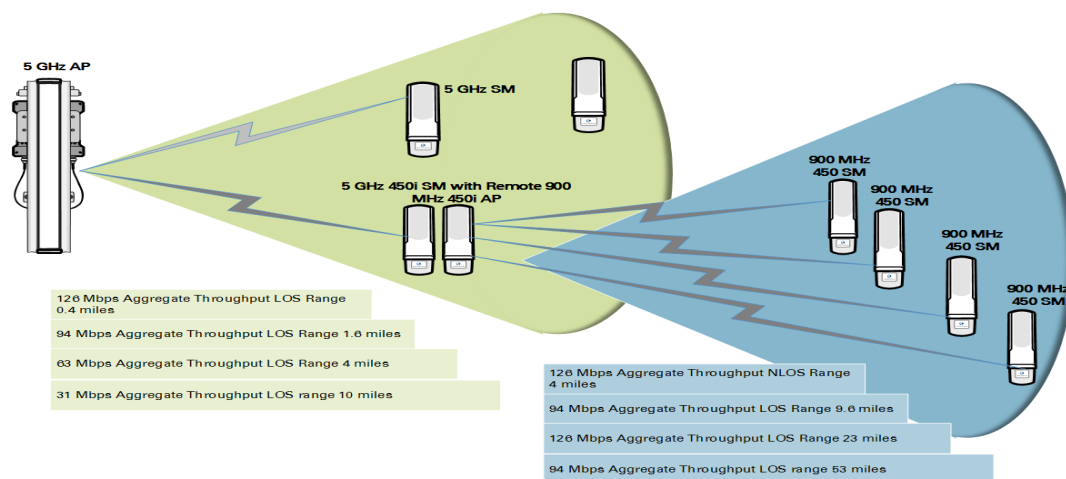 5 GHz AP
5 GHz SM
5 GHz 450i SM with Remote 900
MHz 450i AP
900 MHz
450 SM
900 MHz
450 SM
900 MHz
450 SM
900 MHz
450 SM
126 Mbps Aggregate Throughput LOS Range
0.4 miles
94 Mbps Aggregate Throughput LOS Range 1.6 miles
63 Mbps Aggregate Throughput LOS Range 4 miles
31 Mbps Aggregate Throughput LOS range 10 miles
126 Mbps Aggregate Throughput NLOS Range
4 miles
94 Mbps Aggregate Throughput LOS Range 9.6 miles
126 Mbps Aggregate Throughput LOS Range 23 miles
94 Mbps Aggregate Throughput LOS range 53 miles